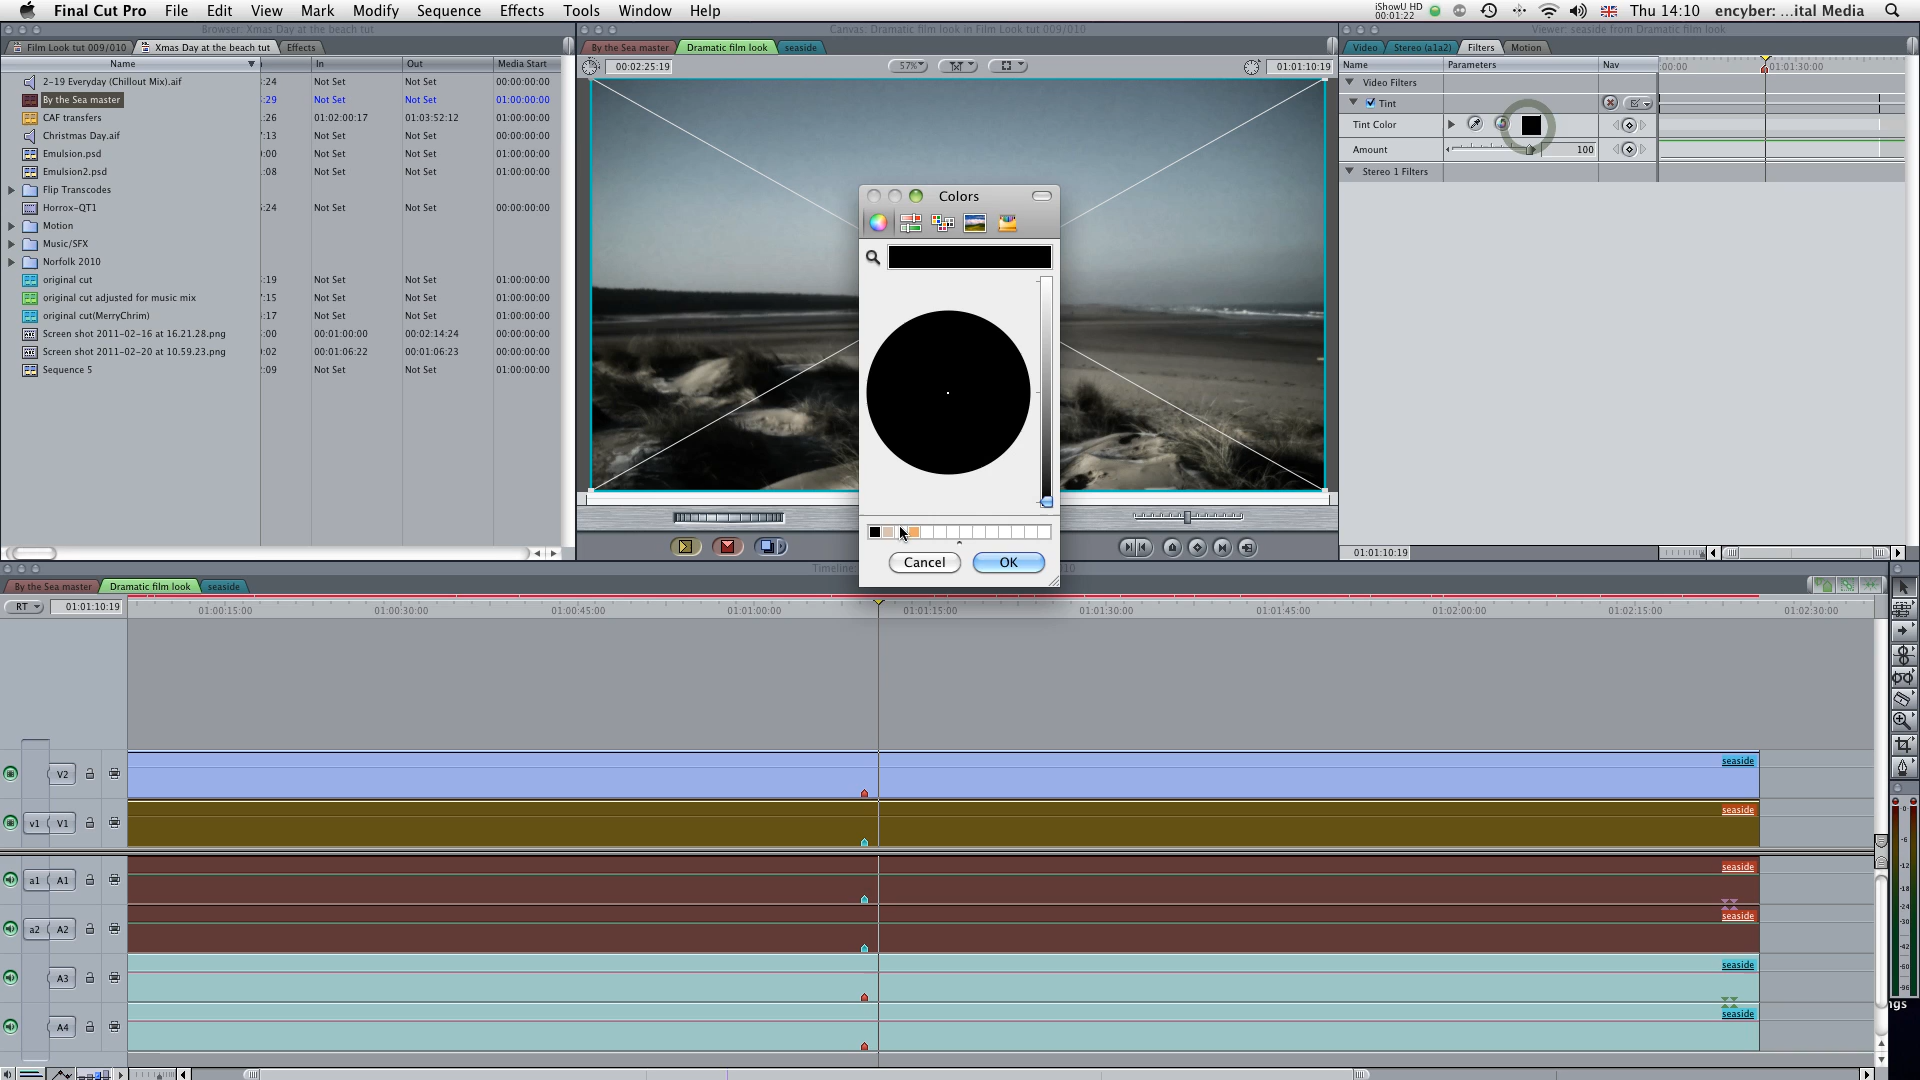 Final Cut Pro File Edit View Mark Modify Sequence Effects Tools Window Help
iShowU HD 00:01:22 Thu 14:10 encyber: ...ital Media
Browser: Xmas Day at the beach tut
Film Look tut 009/010 Xmas Day at the beach tut Effects
Name In Out Media Start
2-19 Everyday (Chillout Mix).aif :24 Not Set Not Set 00:00:00:00
By the Sea master :29 Not Set Not Set 01:00:00:00
CAF transfers :26 01:02:00:17 01:03:52:12 01:00:00:00
Christmas Day.aif :13 Not Set Not Set 00:00:00:00
Emulsion.psd :00 Not Set Not Set 01:00:00:00
Emulsion2.psd :08 Not Set Not Set 01:00:00:00
Flip Transcodes
Horrox-QT1 :24 Not Set Not Set 00:00:00:00
Motion
Music/SFX
Norfolk 2010
original cut :19 Not Set Not Set 01:00:00:00
original cut adjusted for music mix :15 Not Set Not Set 01:00:00:00
original cut(MerryChrim) :17 Not Set Not Set 01:00:00:00
Screen shot 2011-02-16 at 16.21.28.png :00 00:01:00:00 00:02:14:24 00:00:00:00
Screen shot 2011-02-20 at 10.59.23.png :02 00:01:06:22 00:01:06:23 00:00:00:00
Sequence 5 :09 Not Set Not Set 01:00:00:00
Canvas: Dramatic film look in Film Look tut 009/010
By the Sea master Dramatic film look seaside
00:02:25:19 57% 01:01:10:19
Colors
Cancel OK
Viewer: seaside from Dramatic film look
Video Stereo (a1a2) Filters Motion
Name Parameters Nav :00:00 01:01:30:00
Video Filters
Tint
Tint Color
Amount 100
Stereo 1 Filters
01:01:10:19
Timeline: 10
By the Sea master Dramatic film look seaside
RT 01:01:10:19 01:00:15:00 01:00:30:00 01:00:45:00 01:01:00:00 01:01:15:00 01:01:30:00 01:01:45:00 01:02:00:00 01:02:15:00 01:02:30:00
V2 seaside
v1 V1 seaside
a1 A1 seaside
a2 A2 seaside
A3 seaside
A4 seaside
-0
-6
-12
-18
-24
-30
-42
-60
-96
ngs